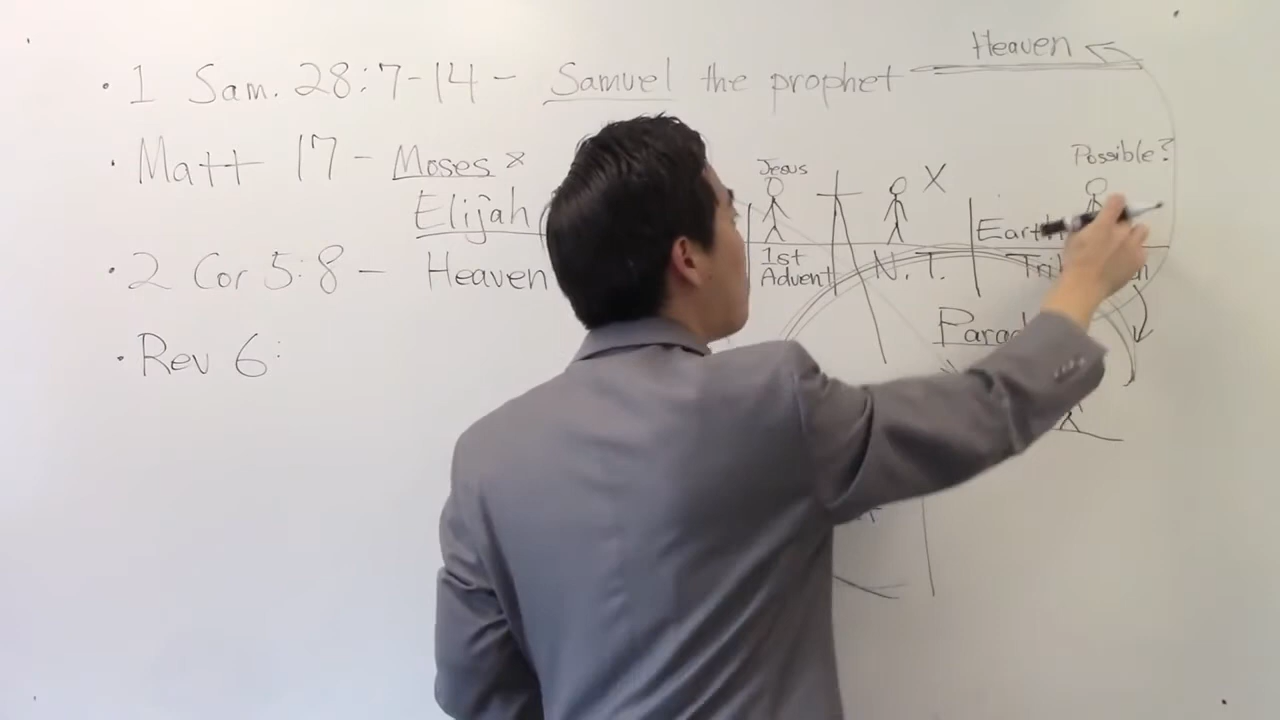 Heaven
• 1 Sam. 28:7-14 - Samuel the prophet
• Matt 17 - Moses x
Elijah
Jesus
X
Possible?
Earth
• 2 Cor 5:8 - Heaven
1st
Advent
N.T.
• Rev 6: